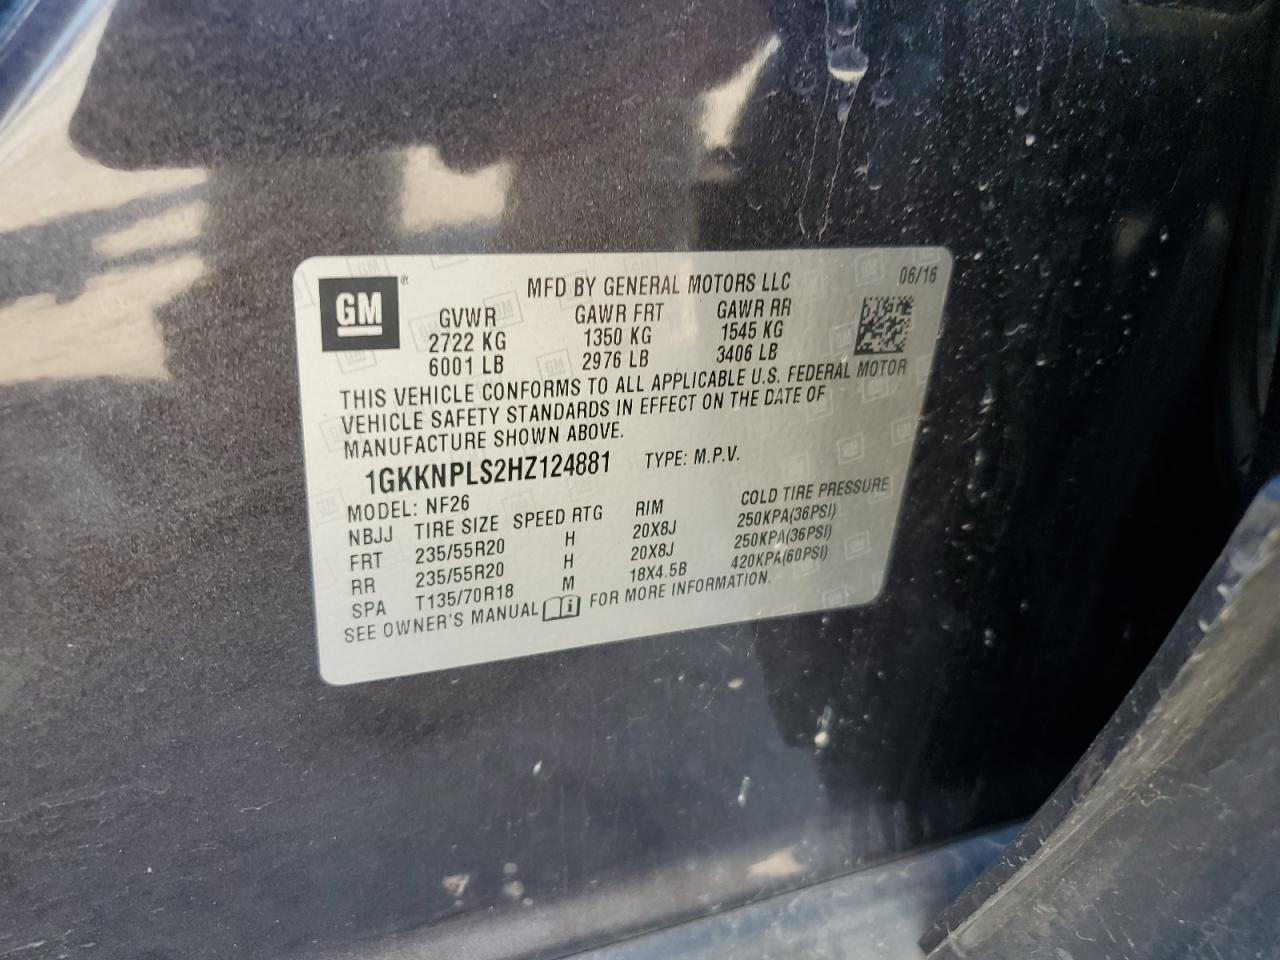 GM ®
MFD BY GENERAL MOTORS LLC 06/16
GVWR GAWR FRT GAWR RR
2722 KG 1350 KG 1545 KG
6001 LB 2976 LB 3406 LB
THIS VEHICLE CONFORMS TO ALL APPLICABLE U.S. FEDERAL MOTOR
VEHICLE SAFETY STANDARDS IN EFFECT ON THE DATE OF
MANUFACTURE SHOWN ABOVE.
1GKKNPLS2HZ124881 TYPE: M.P.V.
MODEL: NF26
NBJJ TIRE SIZE SPEED RTG RIM COLD TIRE PRESSURE
FRT 235/55R20 H 20X8J 250KPA(36PSI)
RR 235/55R20 H 20X8J 250KPA(36PSI)
SPA T135/70R18 M 18X4.5B 420KPA(60PSI)
SEE OWNER'S MANUAL i FOR MORE INFORMATION.